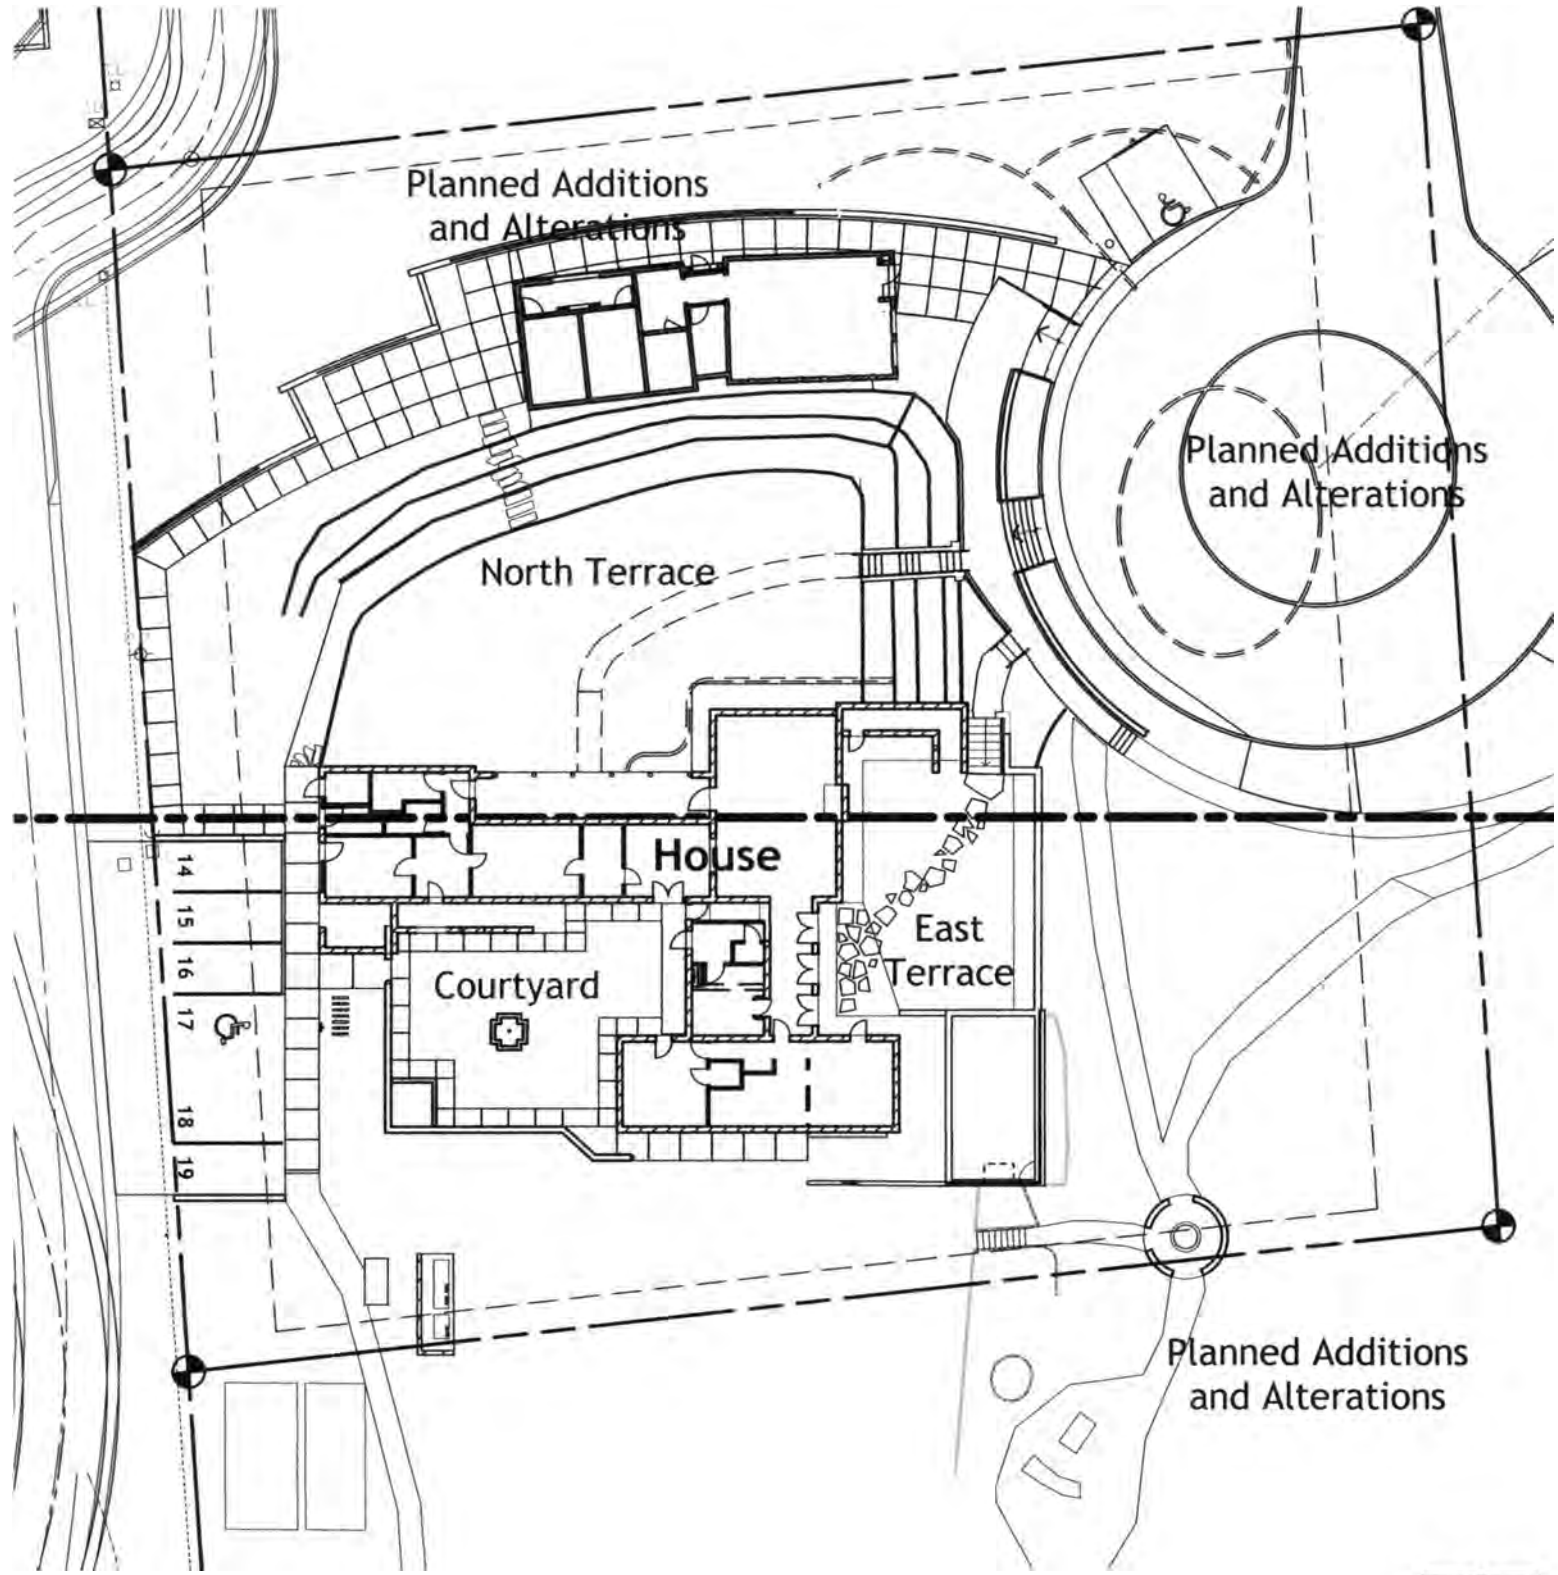 Planned Additions
and Alterations
Planned Additions
and Alterations
North Terrace
House
14
15
16
17
18
19
East
Terrace
Courtyard
Planned Additions
and Alterations